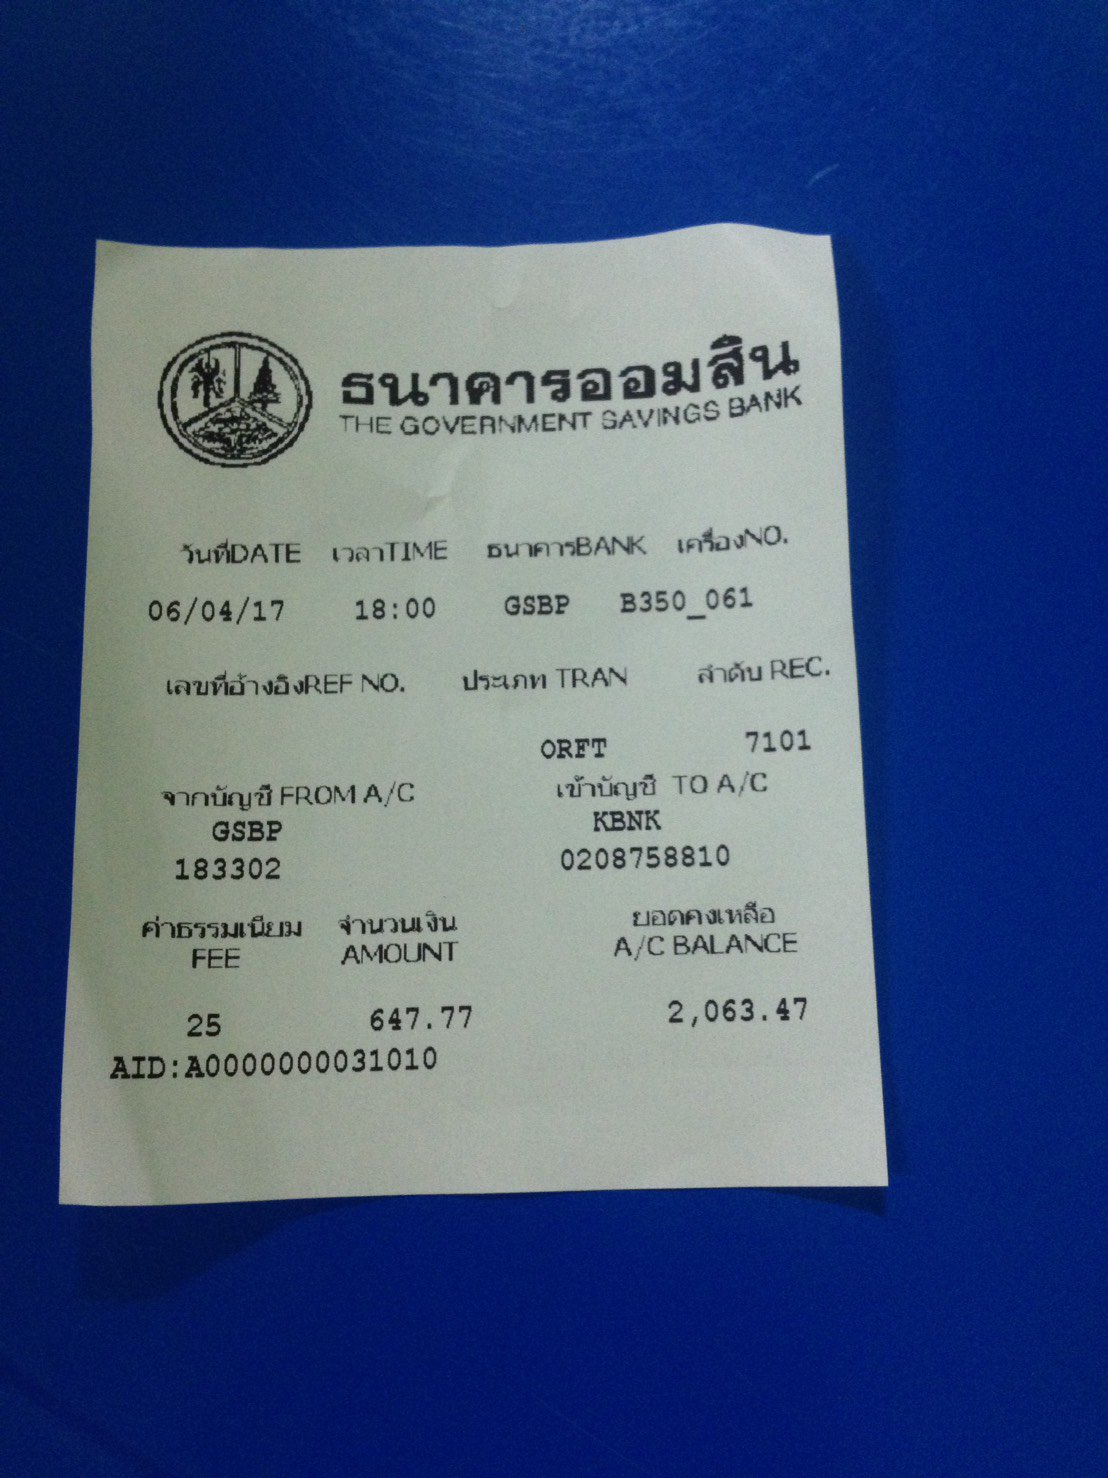 ธนาคารออมสิน
THE GOVERNMENT SAVINGS BANK
วันที่DATE เวลาTIME ธนาคารBANK เครื่องNO.
06/04/17 18:00 GSBP B350_061
เลขที่อ้างอิงREF NO. ประเภท TRAN ลำดับ REC.
ORFT 7101
จากบัญชี FROM A/C เข้าบัญชี TO A/C
GSBP KBNK
183302 0208758810
ค่าธรรมเนียม จำนวนเงิน ยอดคงเหลือ
FEE AMOUNT A/C BALANCE
25 647.77 2,063.47
AID:A0000000031010